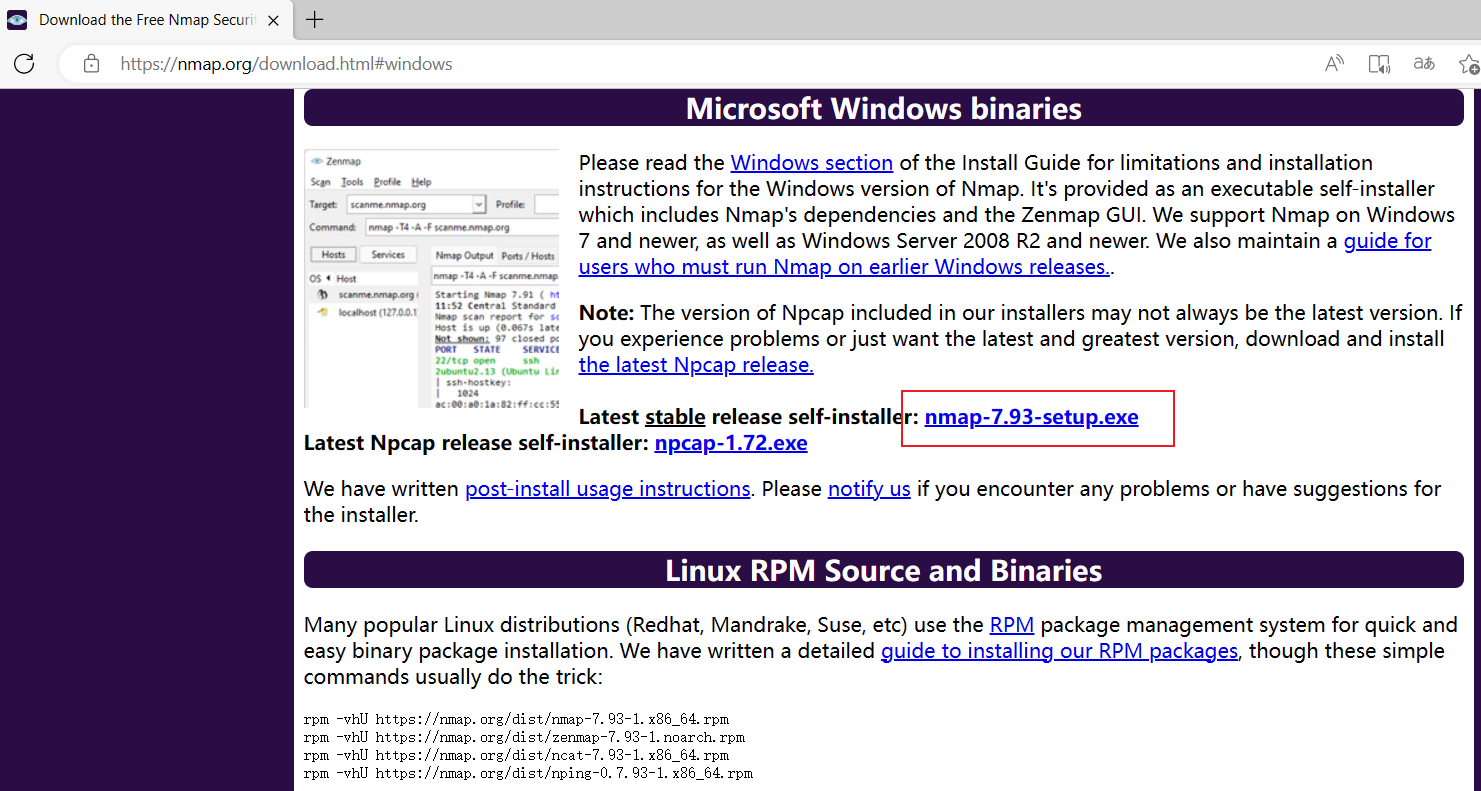 Download the Free Nmap Securit
https://nmap.org/download.html#windows
Microsoft Windows binaries
Zenmap
Scan Tools Profile Help
Target: scanme.nmap.org Profile:
Command: nmap -T4 -A -F scanme.nmap.org
Hosts Services Nmap Output Ports / Hosts
OS Host nmap -T4 -A -F scanme.nmap
scanme.nmap.org
localhost (127.0.0.1
Starting Nmap 7.91 ( ht
11:52 Central Standard
Nmap scan report for sc
Host is up (0.067s late
Not shown: 97 closed po
PORT STATE SERVICE
22/tcp open ssh
2ubuntu2.13 (Ubuntu Lin
| ssh-hostkey:
| 1024
ac:00:a0:1a:82:ff:cc:55
Please read the Windows section of the Install Guide for limitations and installation
instructions for the Windows version of Nmap. It's provided as an executable self-installer
which includes Nmap's dependencies and the Zenmap GUI. We support Nmap on Windows
7 and newer, as well as Windows Server 2008 R2 and newer. We also maintain a guide for
users who must run Nmap on earlier Windows releases..
Note: The version of Npcap included in our installers may not always be the latest version. If
you experience problems or just want the latest and greatest version, download and install
the latest Npcap release.
Latest stable release self-installer: nmap-7.93-setup.exe
Latest Npcap release self-installer: npcap-1.72.exe
We have written post-install usage instructions. Please notify us if you encounter any problems or have suggestions for
the installer.
Linux RPM Source and Binaries
Many popular Linux distributions (Redhat, Mandrake, Suse, etc) use the RPM package management system for quick and
easy binary package installation. We have written a detailed guide to installing our RPM packages, though these simple
commands usually do the trick:
rpm -vhU https://nmap.org/dist/nmap-7.93-1.x86_64.rpm
rpm -vhU https://nmap.org/dist/zenmap-7.93-1.noarch.rpm
rpm -vhU https://nmap.org/dist/ncat-7.93-1.x86_64.rpm
rpm -vhU https://nmap.org/dist/nping-0.7.93-1.x86_64.rpm